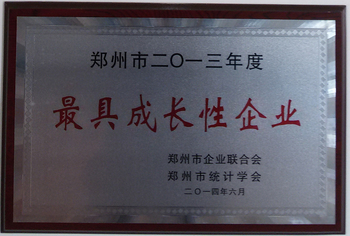 郑州市二〇一三年度
最具成长性企业
郑州市企业联合会
郑州市统计学会
二〇一四年六月